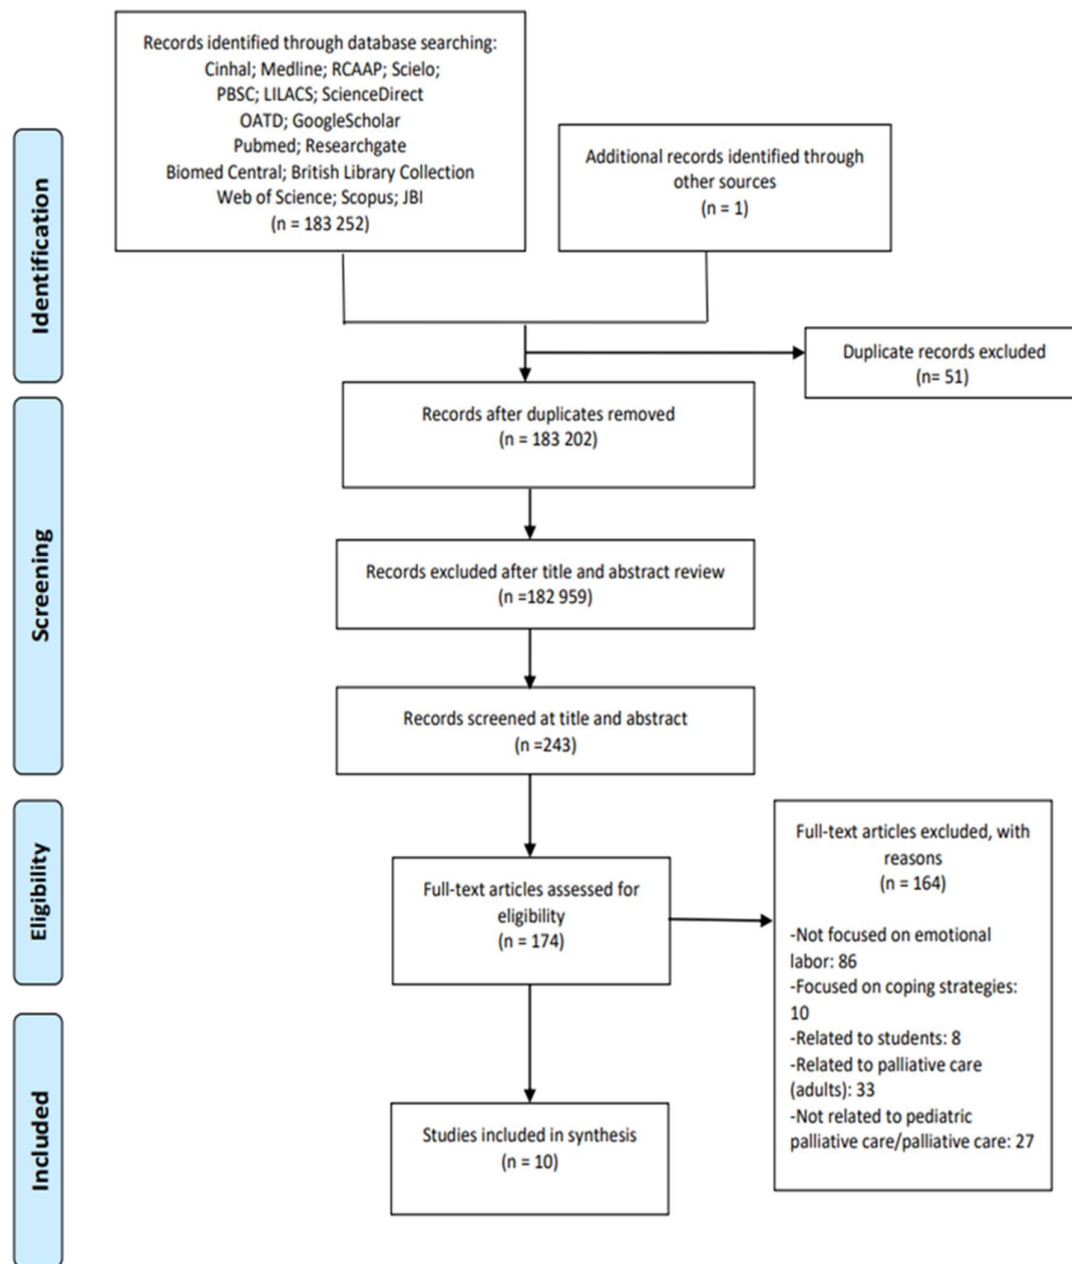 Records identified through database searching:
Cinhal; Medline; RCAAP; Scielo;
PBSC; LILACS; ScienceDirect
OATD; GoogleScholar
Pubmed; Researchgate
Biomed Central; British Library Collection
Web of Science; Scopus; JBI
(n = 183 252)
Additional records identified through
other sources
(n = 1)
Identification
Duplicate records excluded
(n= 51)
Records after duplicates removed
(n = 183 202)
Screening
Records excluded after title and abstract review
(n =182 959)
Records screened at title and abstract
(n =243)
Eligibility
Full-text articles assessed for
eligibility
(n = 174)
Full-text articles excluded, with
reasons
(n = 164)
-Not focused on emotional
labor: 86
-Focused on coping strategies:
10
-Related to students: 8
-Related to palliative care
(adults): 33
-Not related to pediatric
palliative care/palliative care: 27
Included
Studies included in synthesis
(n = 10)